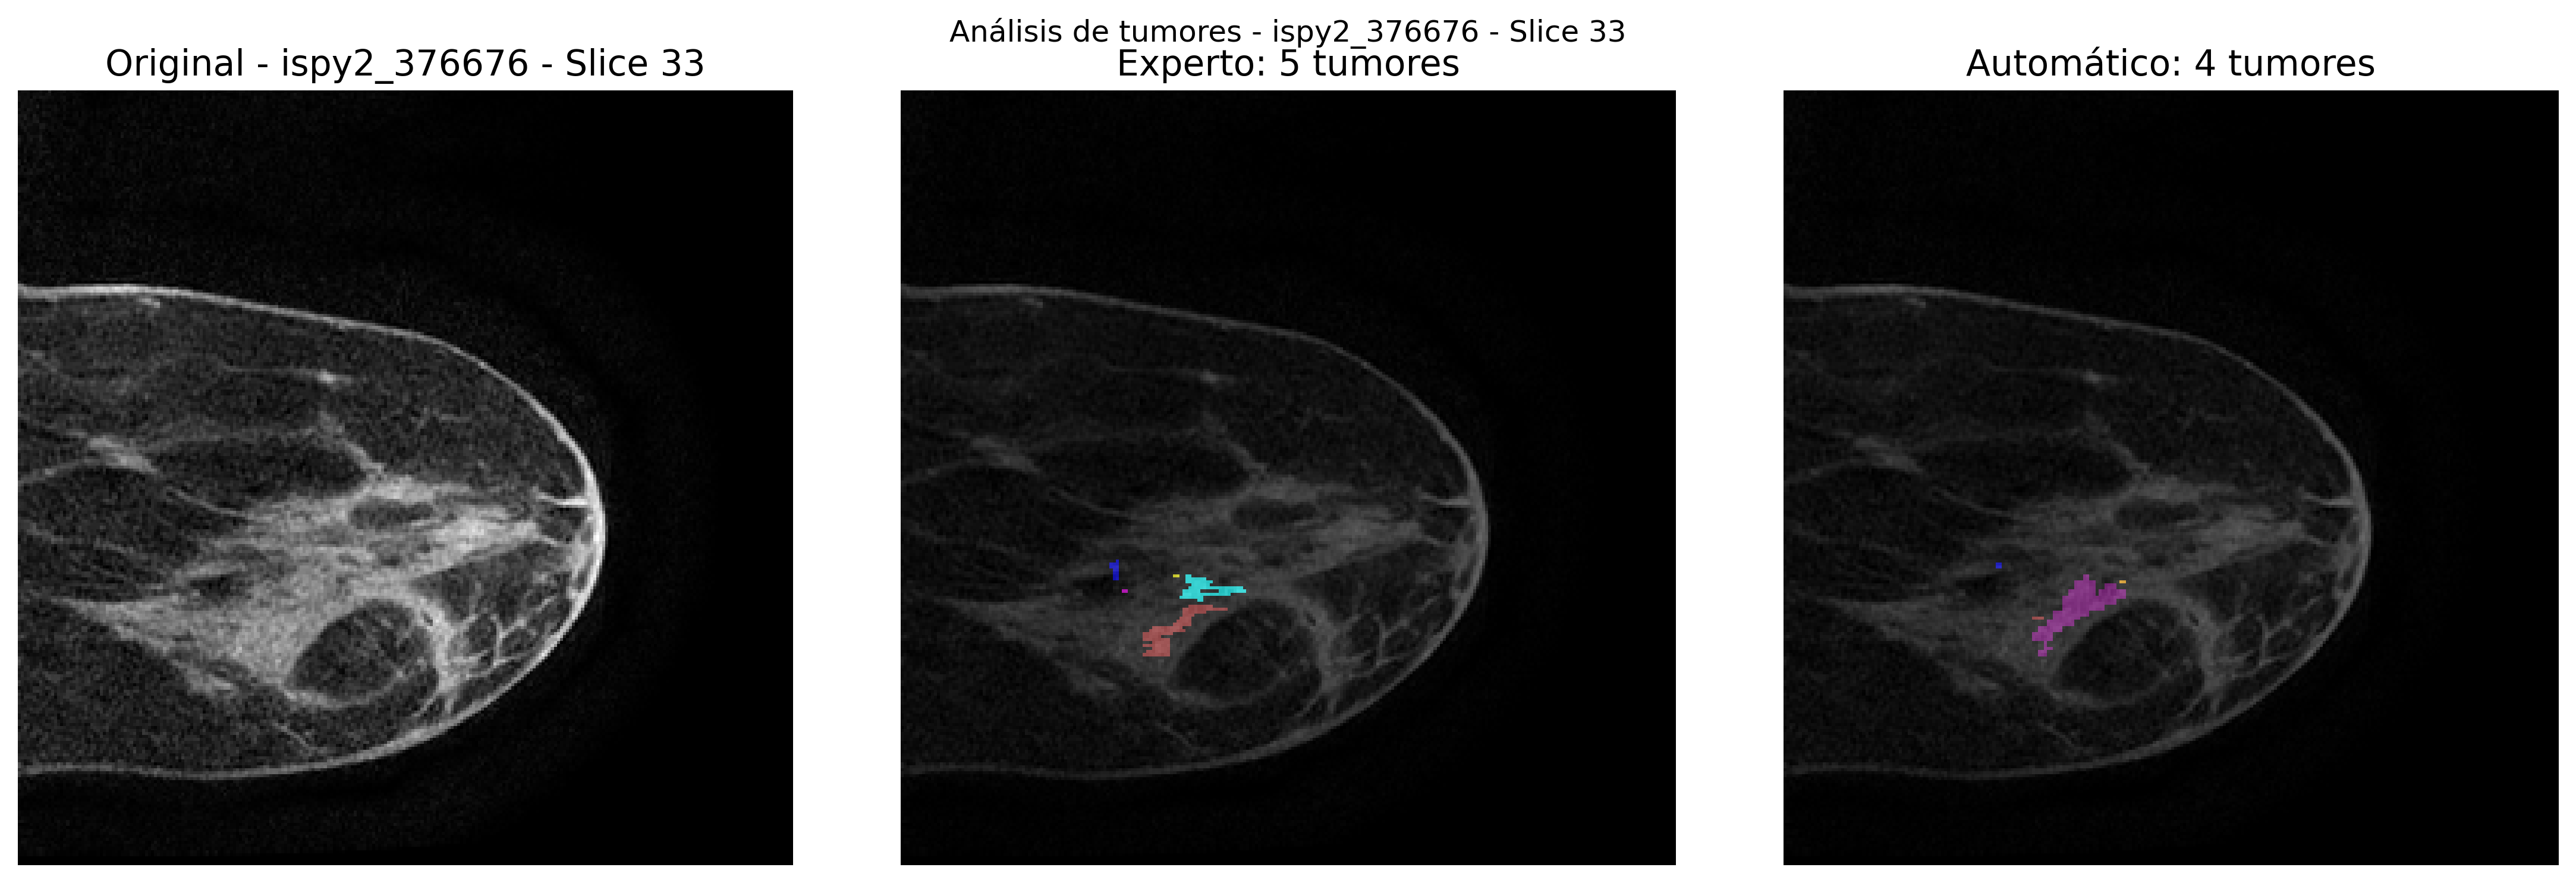 Análisis de tumores - ispy2_376676 - Slice 33
Original - ispy2_376676 - Slice 33
Experto: 5 tumores
Automático: 4 tumores